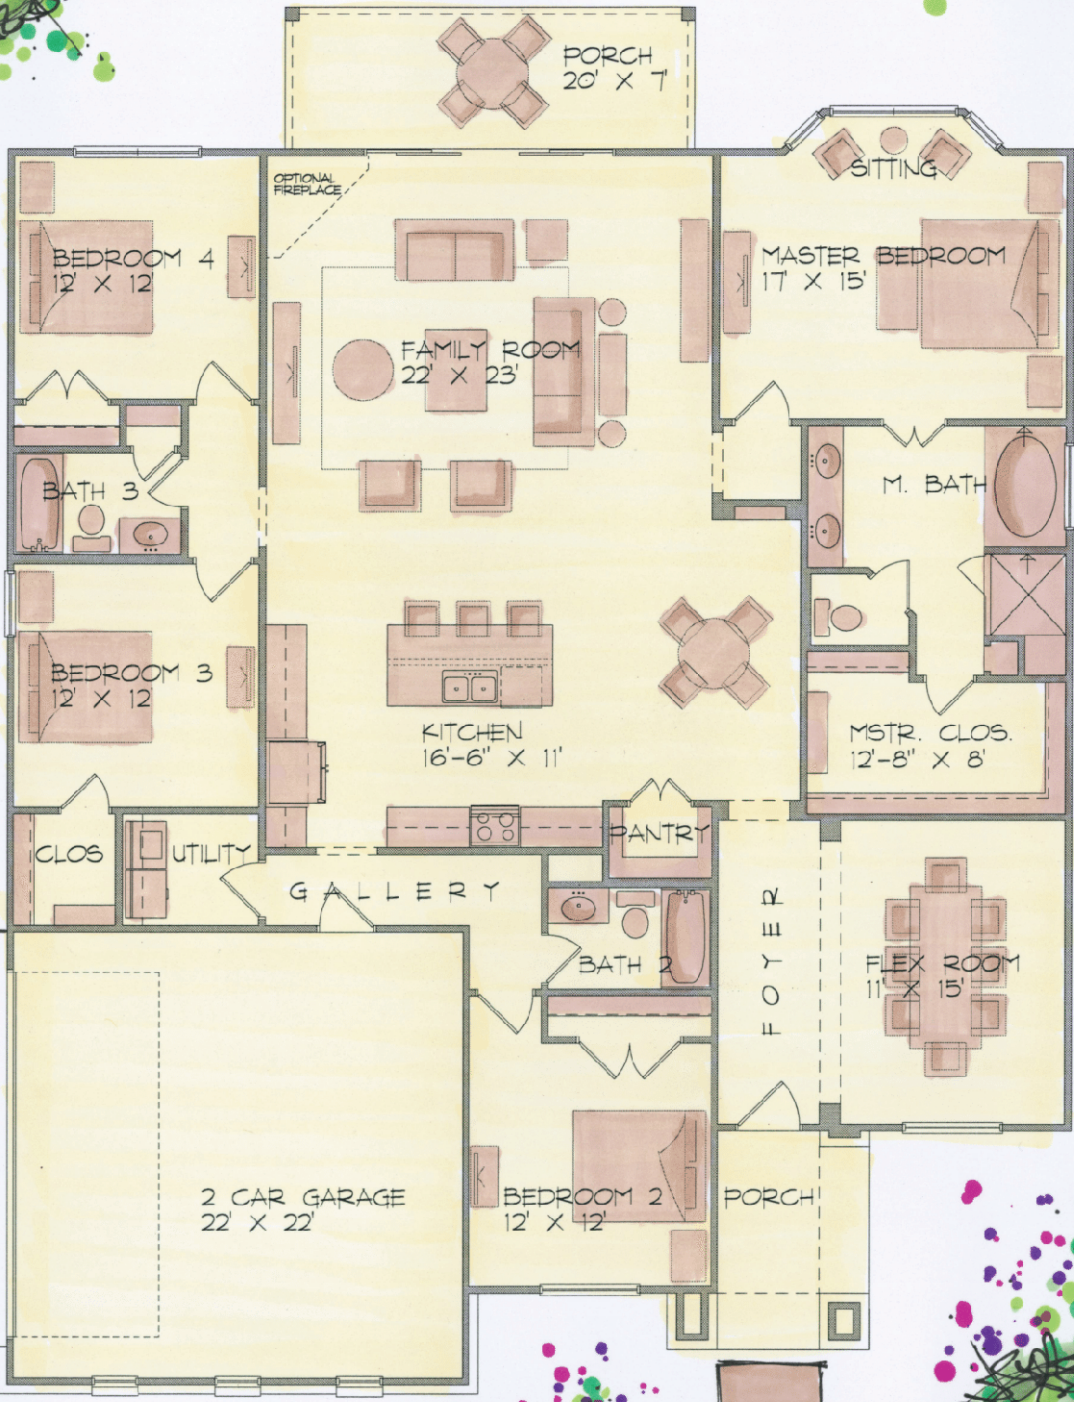 PORCH
20' X 7'
OPTIONAL
FIREPLACE
SITTING
BEDROOM 4
12' X 12'
MASTER BEDROOM
17' X 15'
FAMILY ROOM
22' X 23'
BATH 3
M. BATH
BEDROOM 3
12' X 12'
KITCHEN
16'-6" X 11'
MSTR. CLOS.
12'-8" X 8'
PANTRY
CLOS
UTILITY
GALLERY
FOYER
BATH 2
FLEX ROOM
11' X 15'
2 CAR GARAGE
22' X 22'
BEDROOM 2
12' X 12'
PORCH